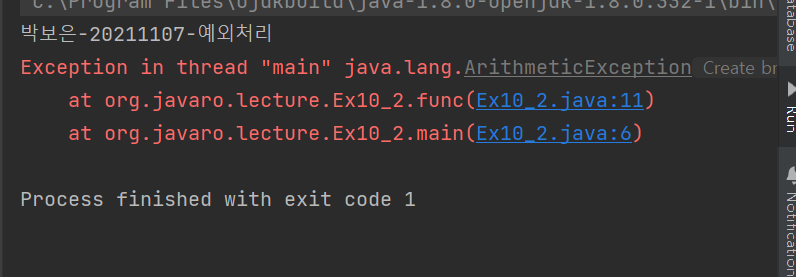 C:\Program Files\ojdkbuild\java-1.8.0-openjdk-1.8.0.332-1\bin\
박보은-20211107-예외처리
Exception in thread "main" java.lang.ArithmeticException Create br
at org.javaro.lecture.Ex10_2.func(Ex10_2.java:11)
at org.javaro.lecture.Ex10_2.main(Ex10_2.java:6)
Process finished with exit code 1
atabase
Run
Notification